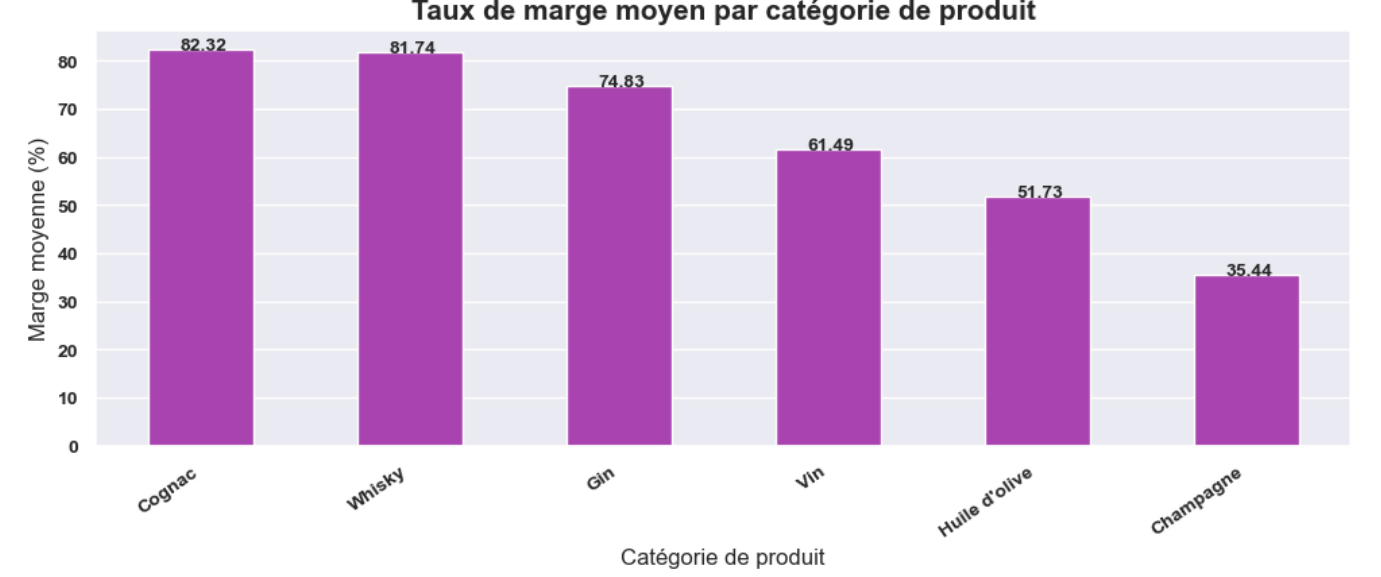 Taux de marge moyen par catégorie de produit
Marge moyenne (%)
80
70
60
50
40
30
20
10
0
82.32
81.74
74.83
61.49
51.73
35.44
Cognac
Whisky
Gin
Vin
Huile d'olive
Champagne
Catégorie de produit